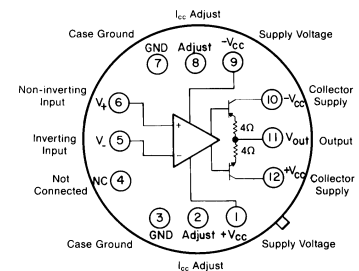 I_cc Adjust
Case Ground
Supply Voltage
GND Adjust -Vcc
7 8 9
Non-inverting
Input
V+ 6
+
10 -Vcc
Collector
Supply
4Ω
Inverting
Input
V- 5
-
11 Vout
Output
4Ω
Not
Connected
NC 4
12 +Vcc
Collector
Supply
3 2 1
GND Adjust +Vcc
Case Ground
Supply Voltage
I_cc Adjust